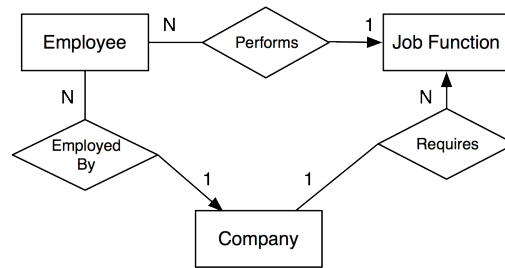 N
1
Employee
Performs
Job Function
N
N
Employed
By
Requires
1
1
Company